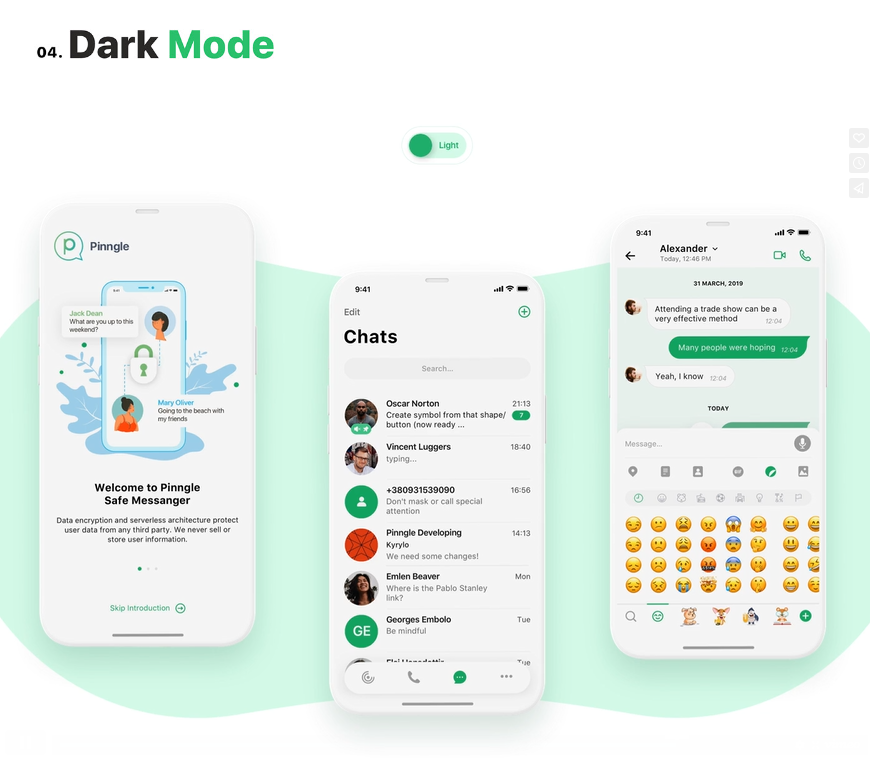 04. Dark Mode
Light
Pinngle
Jack Dean
What are you up to this
weekend?
Mary Oliver
Going to the beach with
my friends
Welcome to Pinngle
Safe Messanger
Data encryption and serverless architecture protect
user data from any third party. We never sell or
store user information.
Skip Introduction
9:41
Edit
Chats
Search...
Oscar Norton 21:13
Create symbol from that shape/ 7
button (now ready ...
Vincent Luggers 18:40
typing...
+380931539090 16:56
Don't mask or call special
attention
Pinngle Developing 14:13
Kyrylo
We need some changes!
Emlen Beaver Mon
Where is the Pablo Stanley
link?
GE
Georges Embolo Tue
Be mindful
Tue
9:41
Alexander
Today, 12:46 PM
31 MARCH, 2019
Attending a trade show can be a
very effective method 12:04
Many people were hoping 12:04
Yeah, I know 12:04
TODAY
Message...
GIF